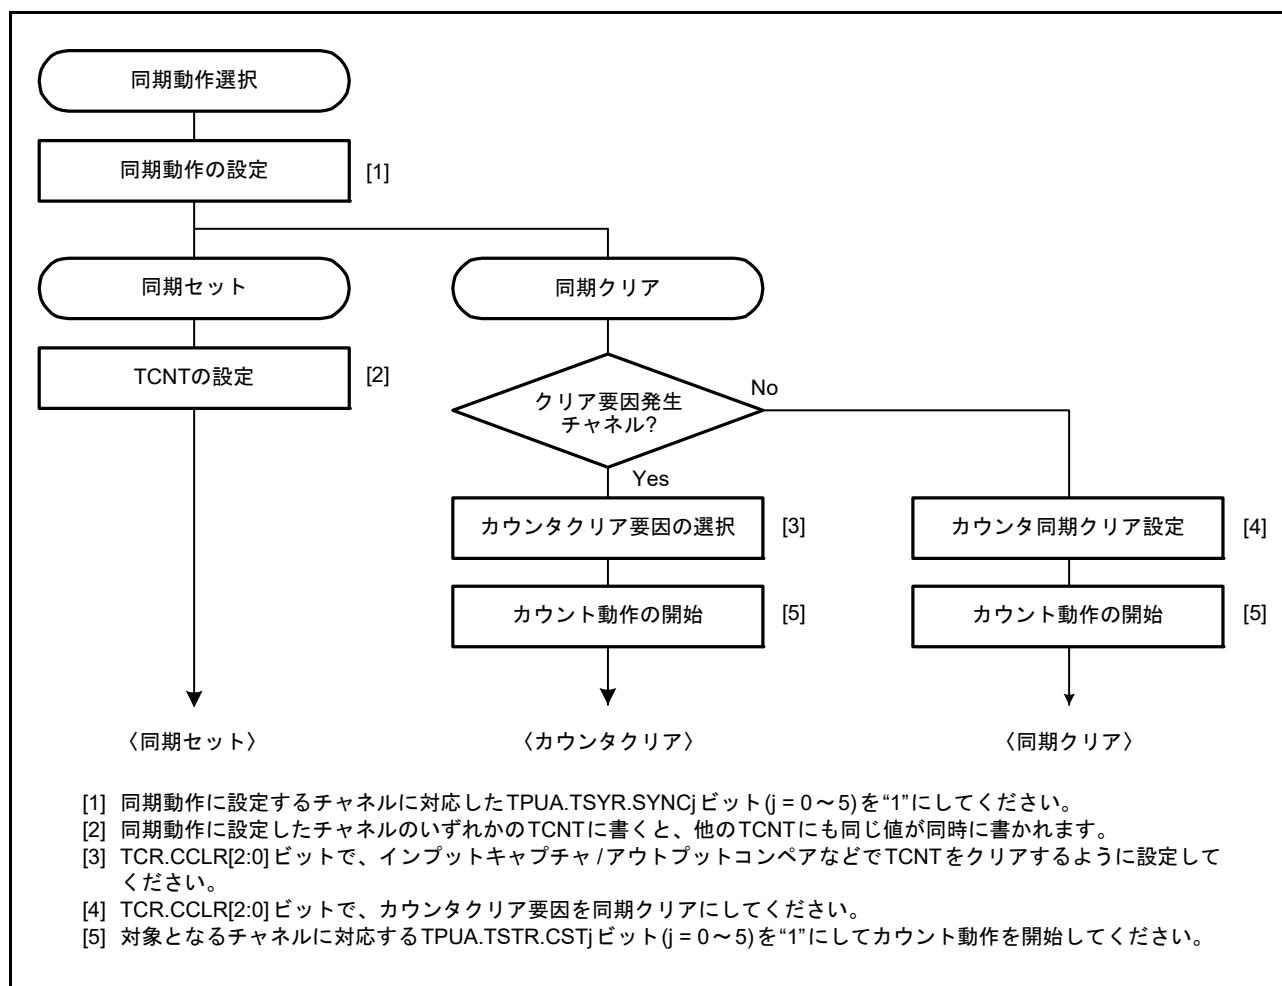 同期動作選択
同期動作の設定 [1]
同期セット
同期クリア
TCNTの設定 [2]
クリア要因発生
チャネル?
No
Yes
カウンタクリア要因の選択 [3]
カウンタ同期クリア設定 [4]
カウント動作の開始 [5]
カウント動作の開始 [5]
〈同期セット〉
〈カウンタクリア〉
〈同期クリア〉
[1] 同期動作に設定するチャネルに対応したTPUA.TSYR.SYNCjビット(j = 0~5)を“1”にしてください。
[2] 同期動作に設定したチャネルのいずれかのTCNTに書くと、他のTCNTにも同じ値が同時に書かれます。
[3] TCR.CCLR[2:0]ビットで、インプットキャプチャ/アウトプットコンペアなどでTCNTをクリアするように設定して
ください。
[4] TCR.CCLR[2:0]ビットで、カウンタクリア要因を同期クリアにしてください。
[5] 対象となるチャネルに対応するTPUA.TSTR.CSTjビット(j = 0~5)を“1”にしてカウント動作を開始してください。